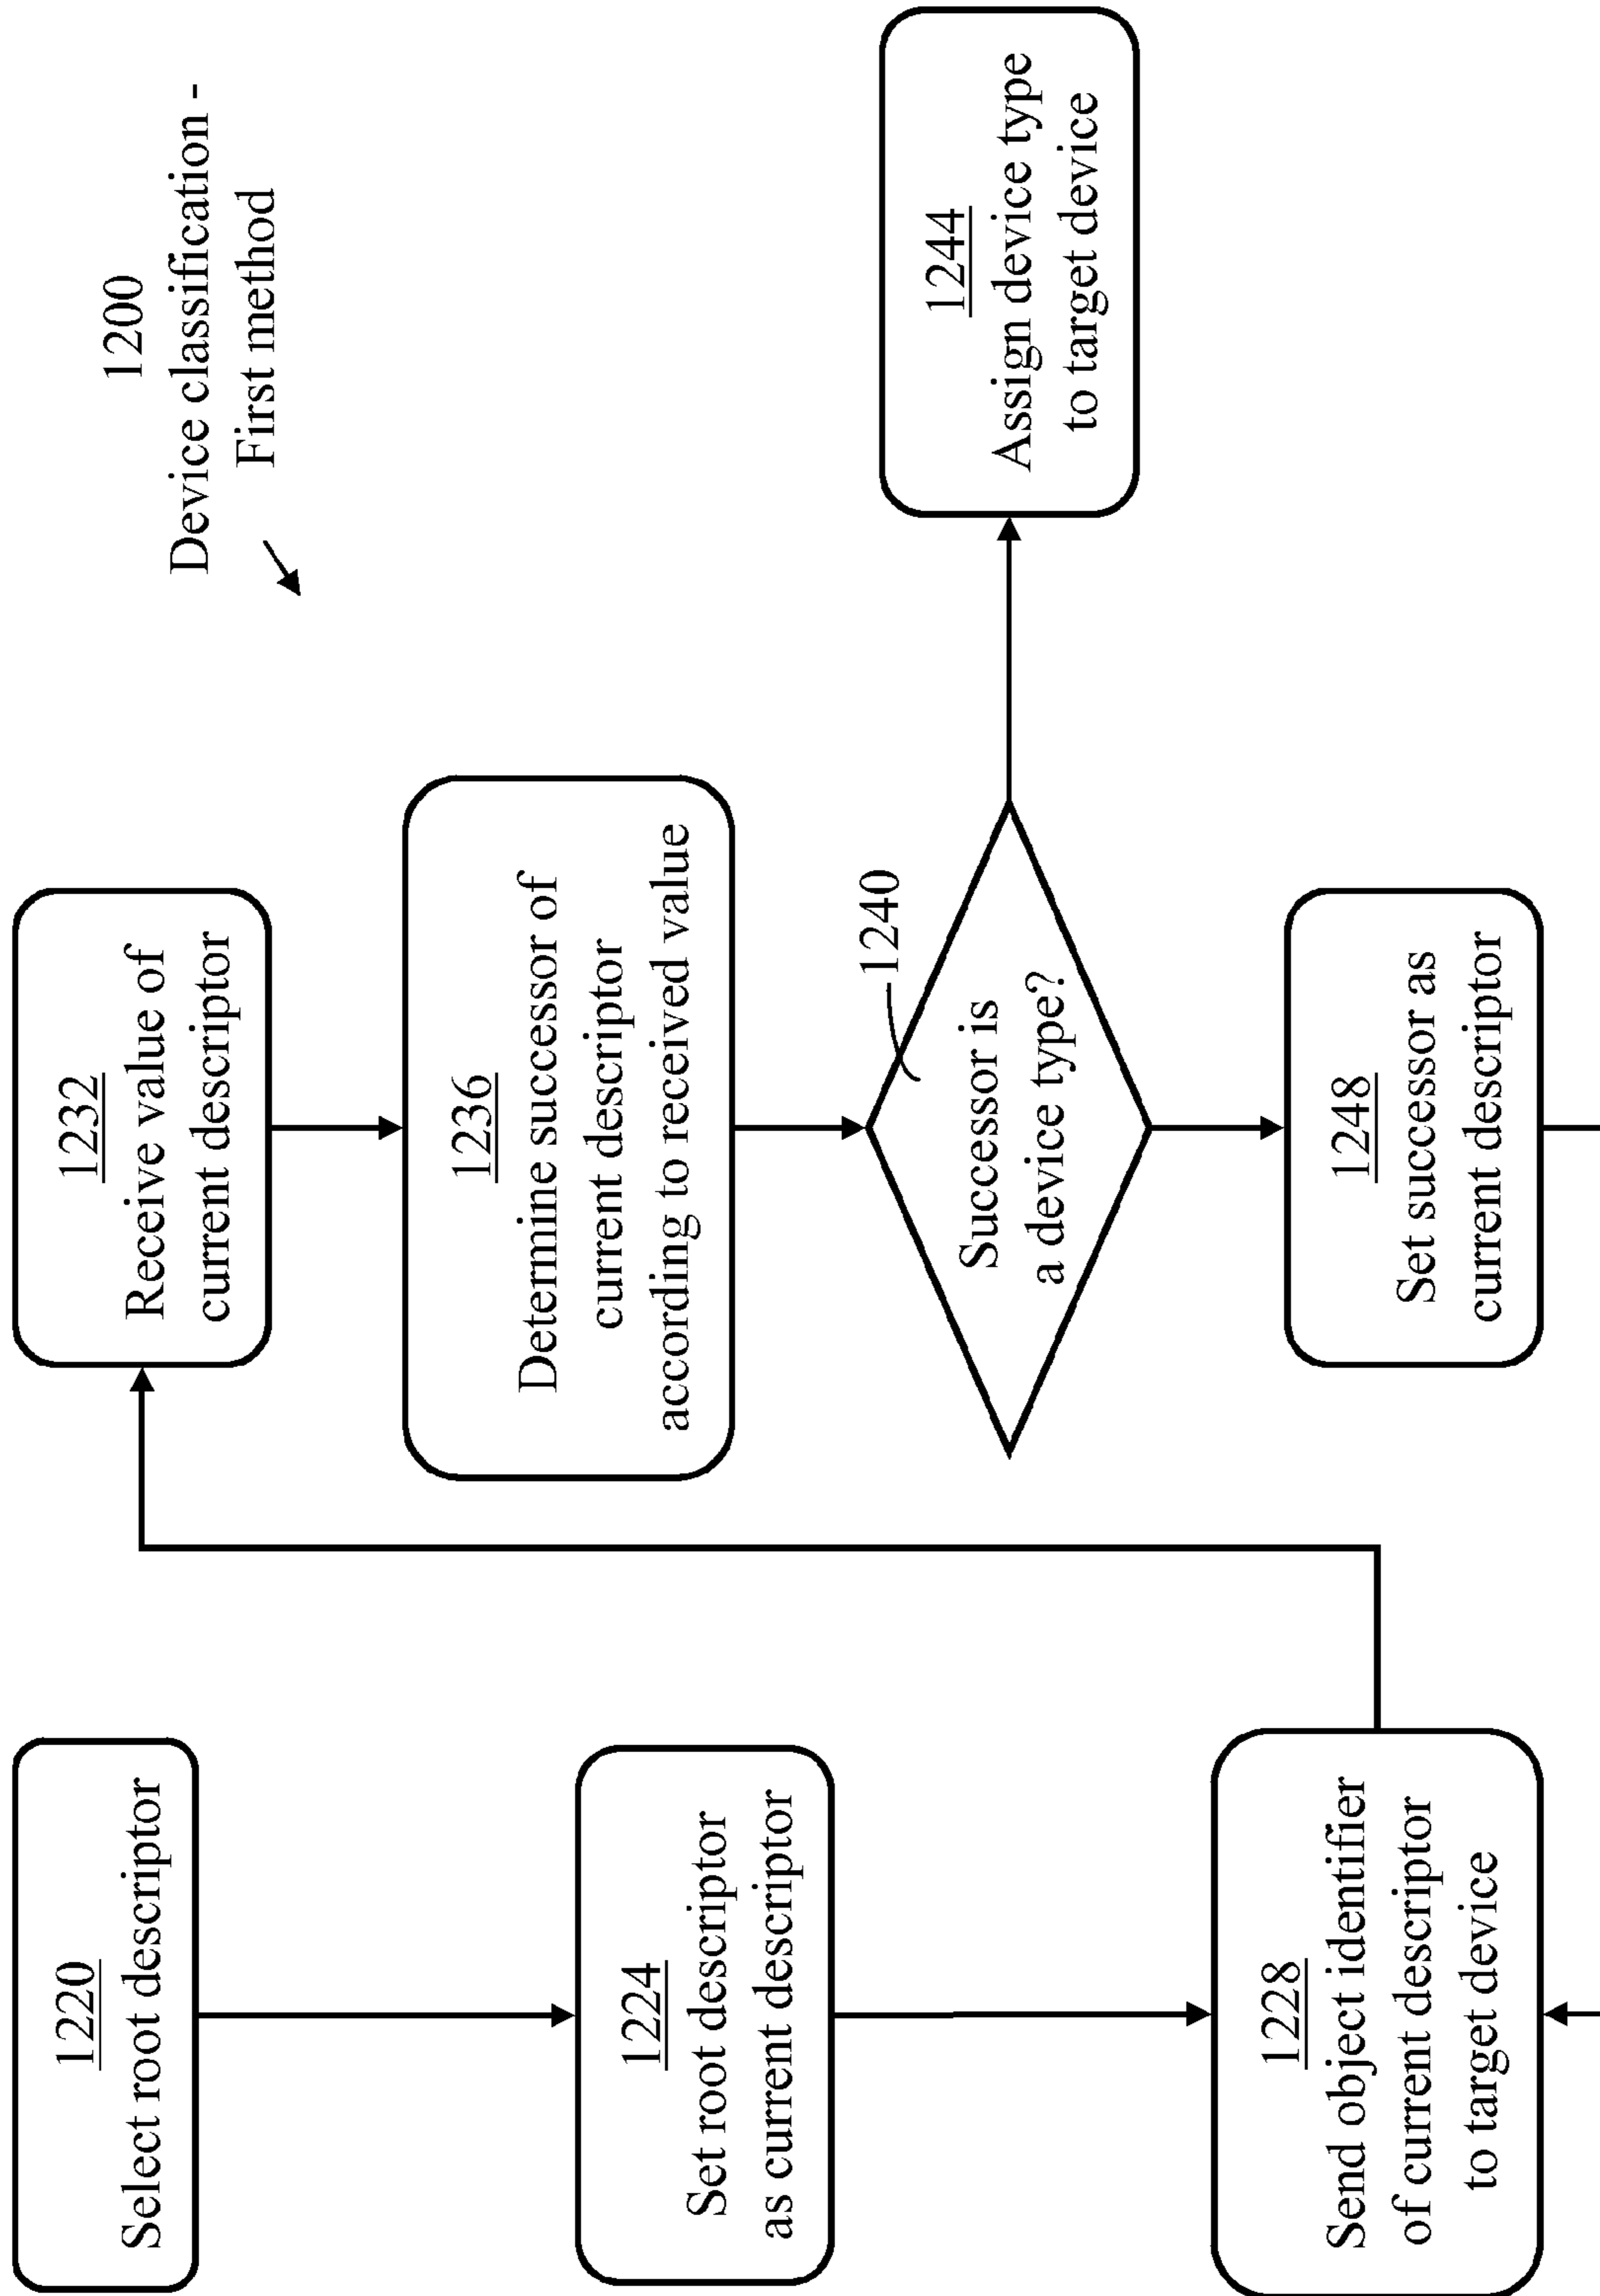 1200
Device classification -
First method
1220
Select root descriptor
1224
Set root descriptor
as current descriptor
1228
Send object identifier
of current descriptor
to target device
1232
Receive value of
current descriptor
1236
Determine successor of
current descriptor
according to received value
1240
Successor is
a device type?
1244
Assign device type
to target device
1248
Set successor as
current descriptor